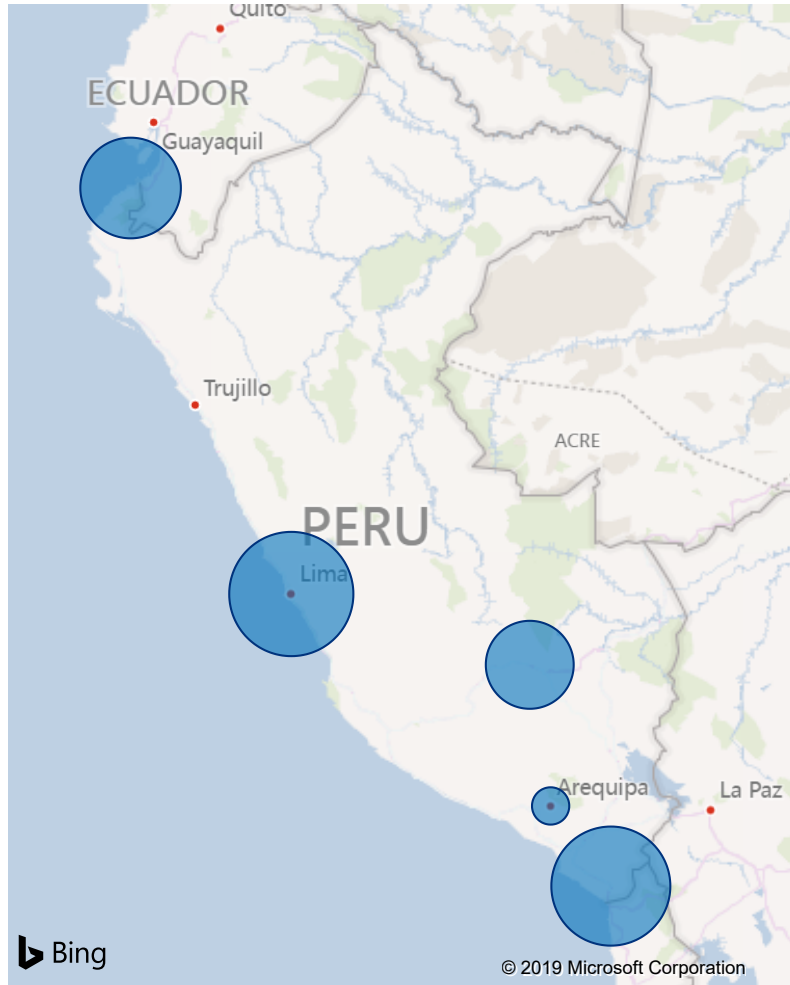 Quito
ECUADOR
Guayaquil
Trujillo
ACRE
PERU
Lima
Arequipa
La Paz
Bing
© 2019 Microsoft Corporation